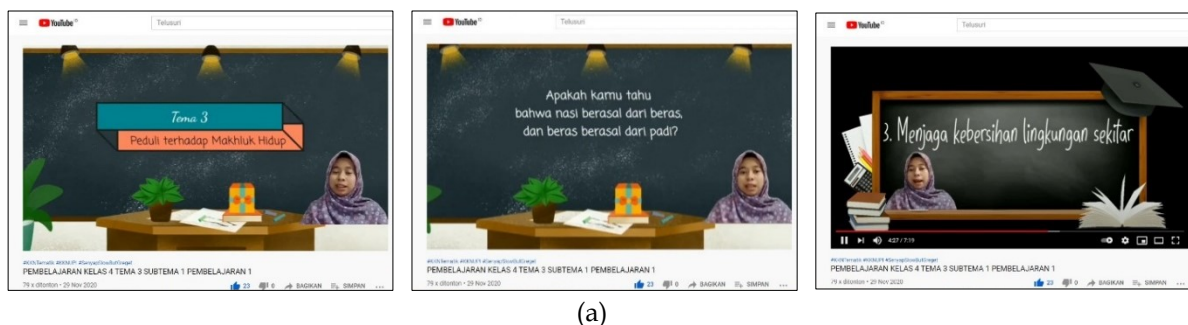 YouTube ID
Telusuri
Tema 3
Peduli terhadap Makhluk Hidup
PEMBELAJARAN KELAS 4 TEMA 3 SUBTEMA 1 PEMBELAJARAN 1
79 x ditonton • 29 Nov 2020
23
0
BAGIKAN
SIMPAN
YouTube ID
Telusuri
Apakah kamu tahu
bahwa nasi berasal dari beras,
dan beras berasal dari padi?
PEMBELAJARAN KELAS 4 TEMA 3 SUBTEMA 1 PEMBELAJARAN 1
79 x ditonton • 29 Nov 2020
23
0
BAGIKAN
SIMPAN
YouTube ID
Telusuri
3. Menjaga kebersihan lingkungan sekitar
4:27 / 7:19
PEMBELAJARAN KELAS 4 TEMA 3 SUBTEMA 1 PEMBELAJARAN 1
79 x ditonton • 29 Nov 2020
23
0
BAGIKAN
SIMPAN
(a)